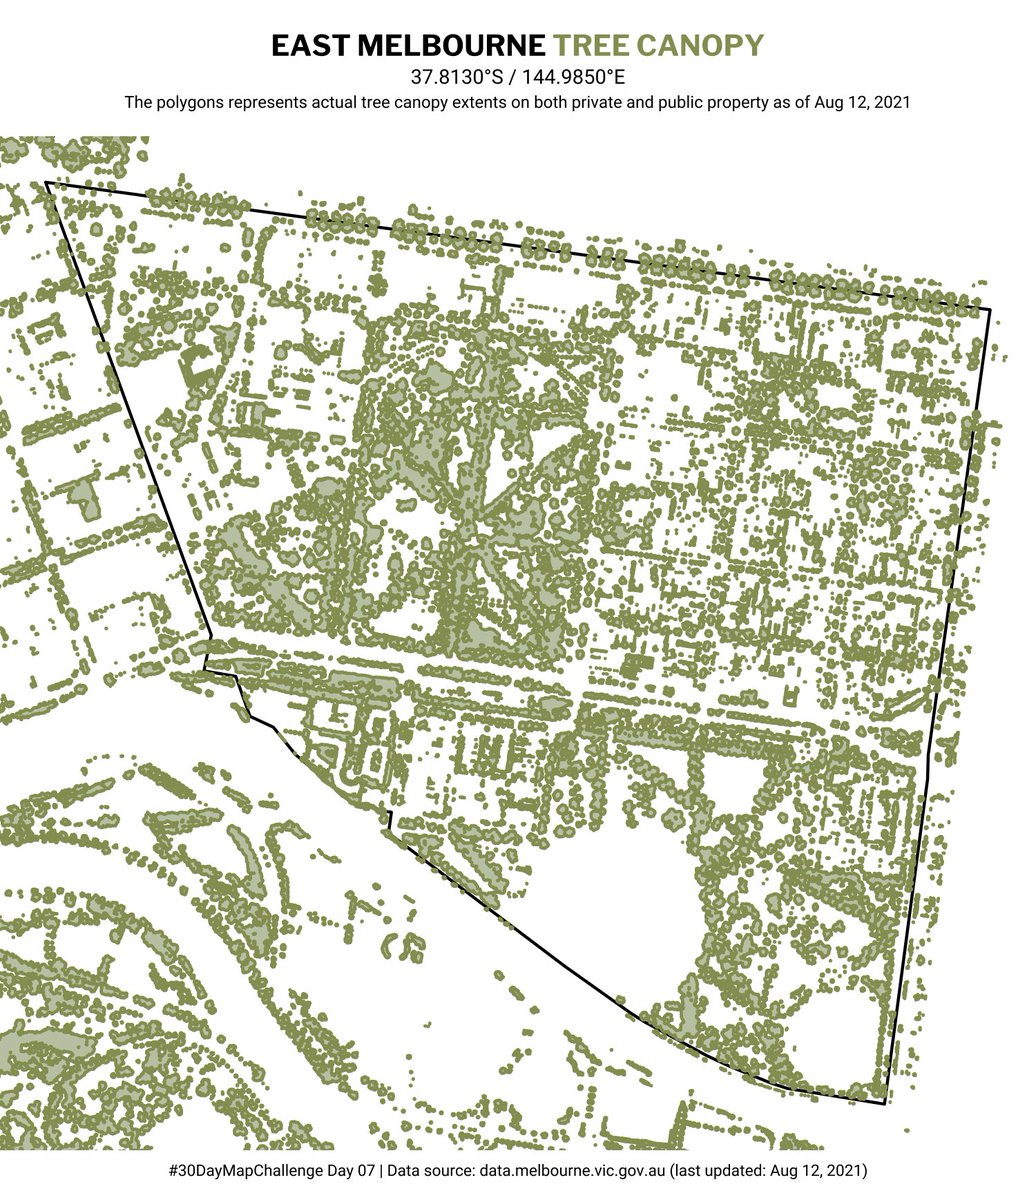 EAST MELBOURNE TREE CANOPY
37.8130°S / 144.9850°E
The polygons represents actual tree canopy extents on both private and public property as of Aug 12, 2021
#30DayMapChallenge Day 07 | Data source: data.melbourne.vic.gov.au (last updated: Aug 12, 2021)